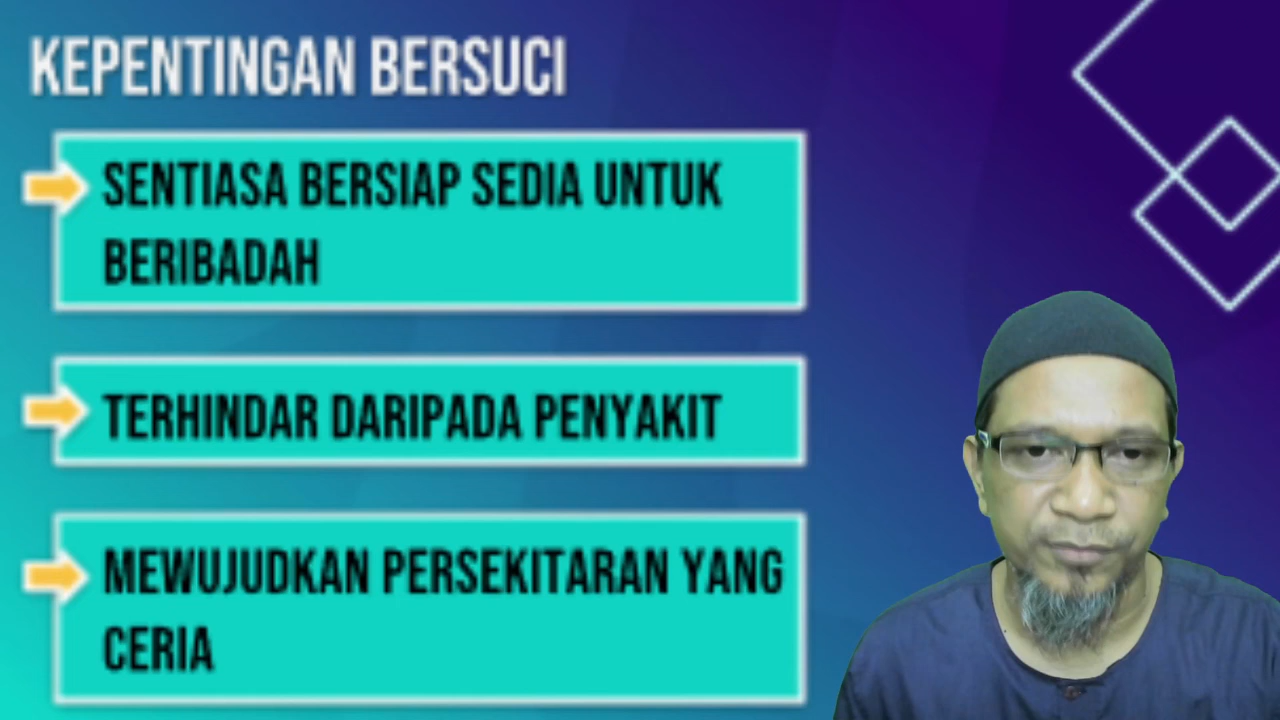 KEPENTINGAN BERSUCI
SENTIASA BERSIAP SEDIA UNTUK
BERIBADAH
TERHINDAR DARIPADA PENYAKIT
MEWUJUDKAN PERSEKITARAN YANG
CERIA